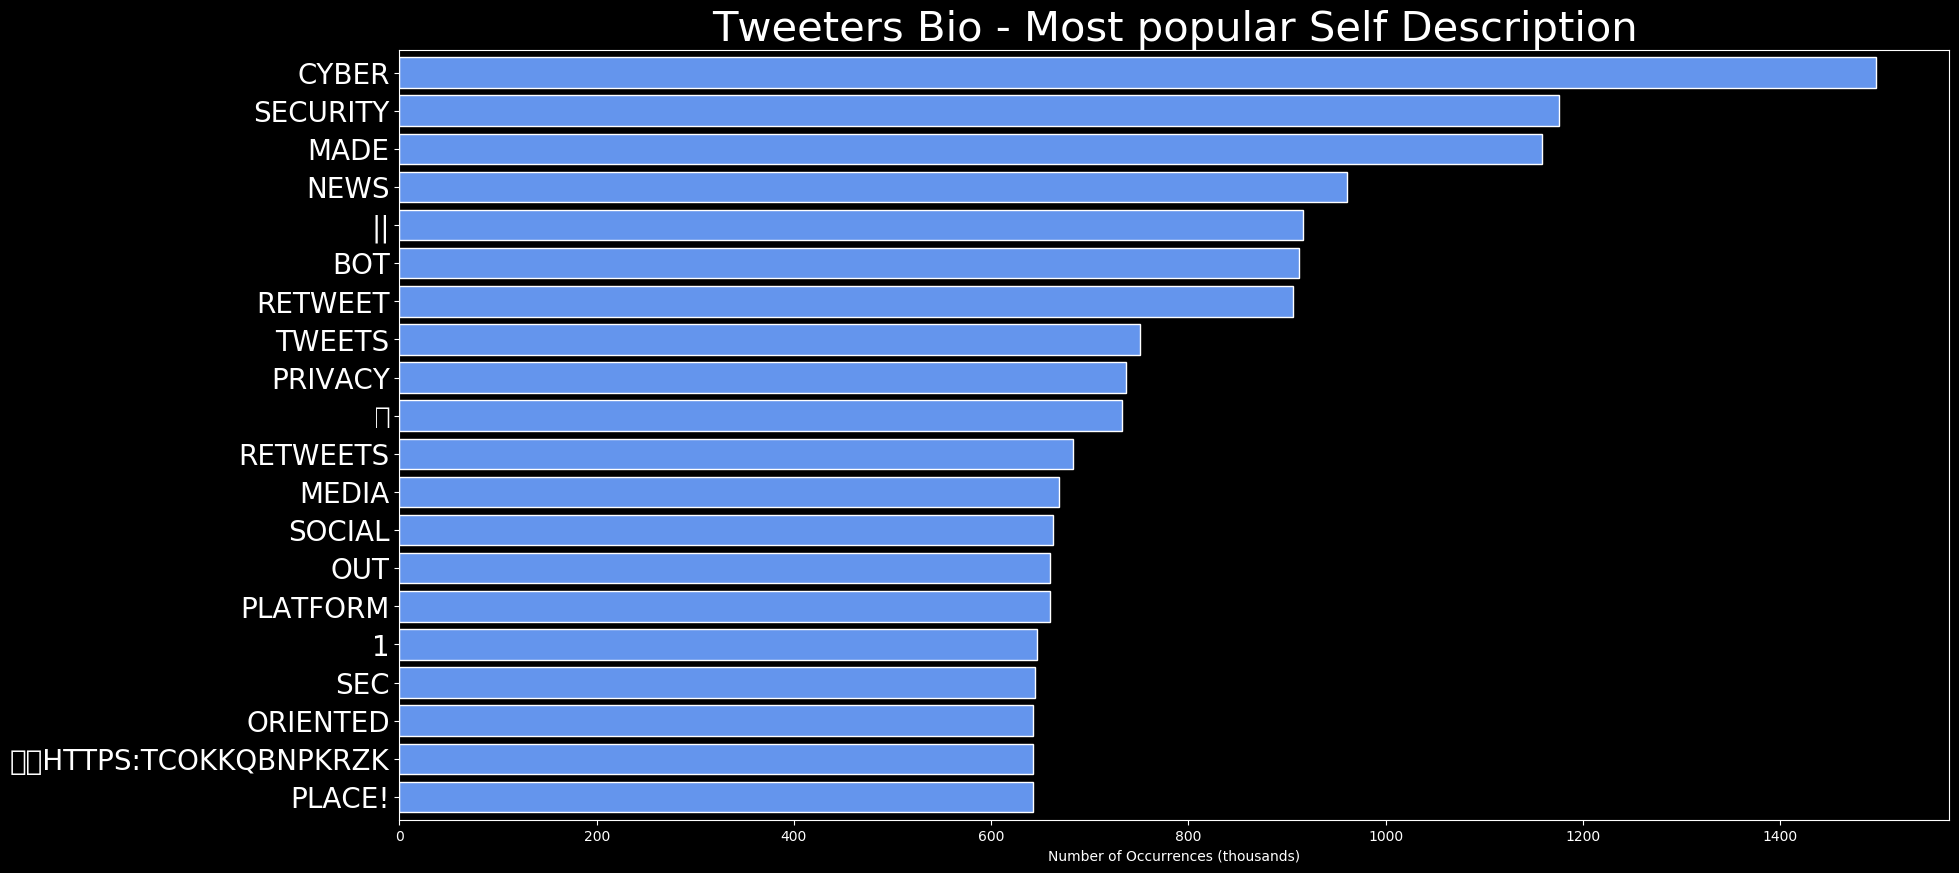 Tweeters Bio - Most popular Self Description
CYBER
SECURITY
MADE
NEWS
||
BOT
RETWEET
TWEETS
PRIVACY
RETWEETS
MEDIA
SOCIAL
OUT
PLATFORM
1
SEC
ORIENTED
HTTPS:TCOKKQBNPKRZK
PLACE!
0 200 400 600 800 1000 1200 1400
Number of Occurrences (thousands)